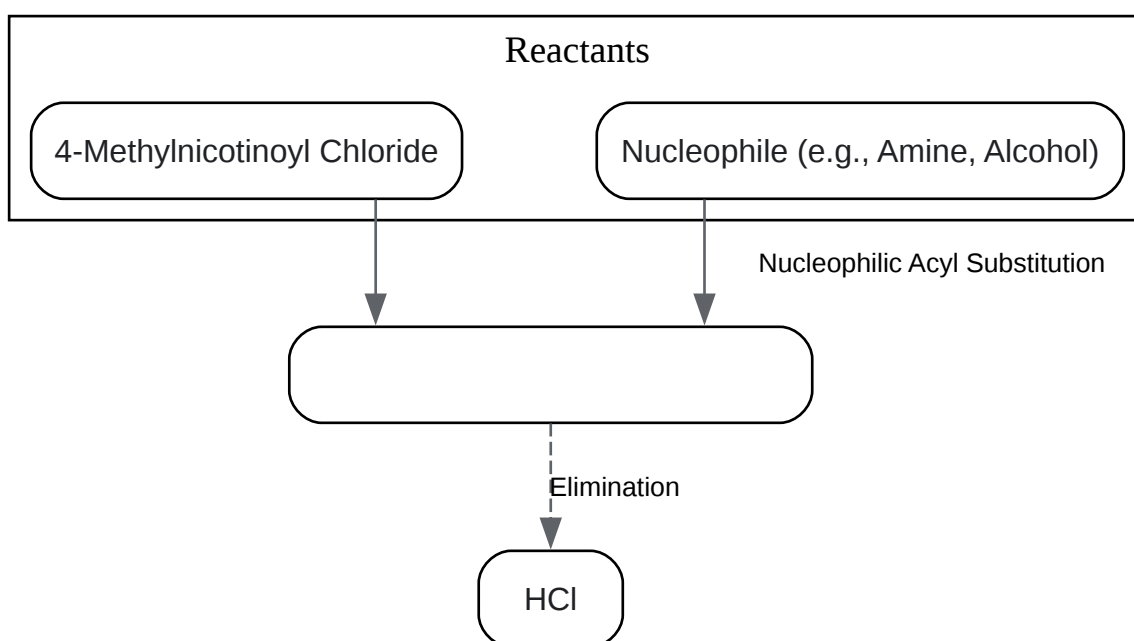 Reactants
4-Methylnicotinoyl Chloride
Nucleophile (e.g., Amine, Alcohol)
Nucleophilic Acyl Substitution
Elimination
HCl